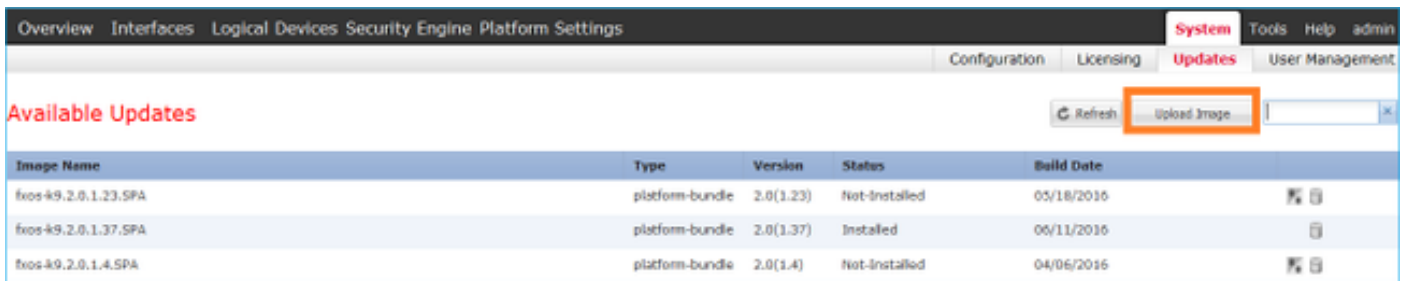 Overview Interfaces Logical Devices Security Engine Platform Settings System Tools Help admin
Configuration Licensing Updates User Management
Available Updates Refresh Upload Image
Image Name Type Version Status Build Date
fxos-k9.2.0.1.23.SPA platform-bundle 2.0(1.23) Not-Installed 05/18/2016
fxos-k9.2.0.1.37.SPA platform-bundle 2.0(1.37) Installed 06/11/2016
fxos-k9.2.0.1.4.SPA platform-bundle 2.0(1.4) Not-Installed 04/06/2016